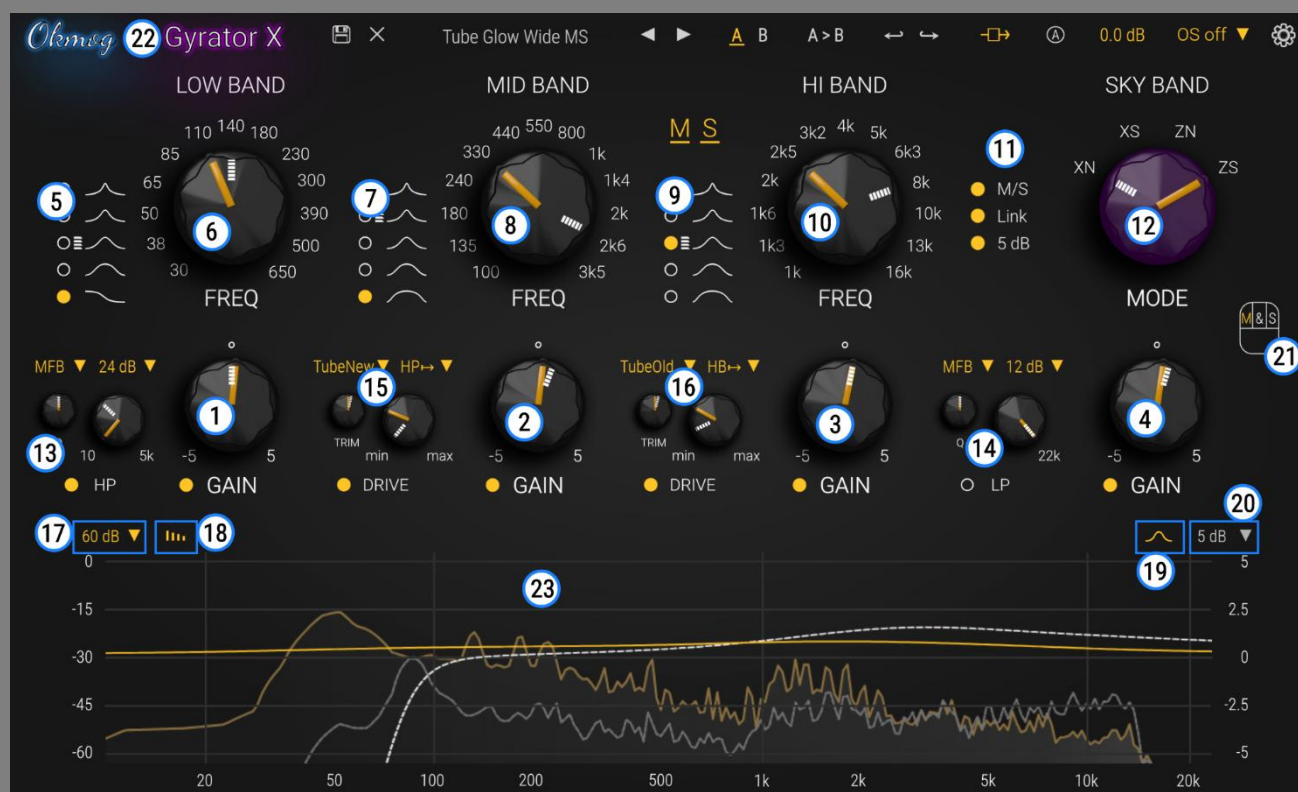 Okmog 22 Gyrator X Tube Glow Wide MS ◀ ▶ A B A>B A 0.0 dB OS off ▼
LOW BAND MID BAND HI BAND SKY BAND
110 140 180 440 550 800 M S 3k2 4k 5k XS ZN
85 230 330 1k 2k5 6k3 11 XN ZS
5 65 300 7 240 1k4 9 2k 8k M/S
50 6 390 180 8 2k 1k6 10 10k Link 12
38 500 135 2k6 1k3 13k 5 dB
30 650 100 3k5 1k 16k
FREQ FREQ FREQ MODE
M & S
21
MFB ▼ 24 dB ▼ TubeNew ▼ HP↦ ▼ TubeOld ▼ HB↦ ▼ MFB ▼ 12 dB ▼
1 15 2 16 3 4
13 TRIM TRIM Q 14
10 5k -5 5 min max -5 5 min max -5 5 22k -5 5
HP GAIN DRIVE GAIN DRIVE GAIN LP GAIN
17 60 dB ▼ 18 19 5 dB ▼ 20
0 23 5
-15 2.5
-30 0
-45 -2.5
-60 -5
20 50 100 200 500 1k 2k 5k 10k 20k